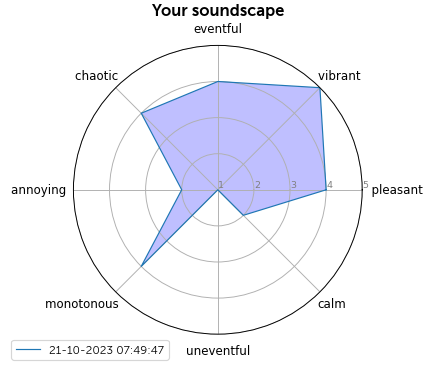 Your soundscape
eventful
chaotic
vibrant
annoying
1 2 3 4 5
pleasant
monotonous
calm
uneventful
21-10-2023 07:49:47